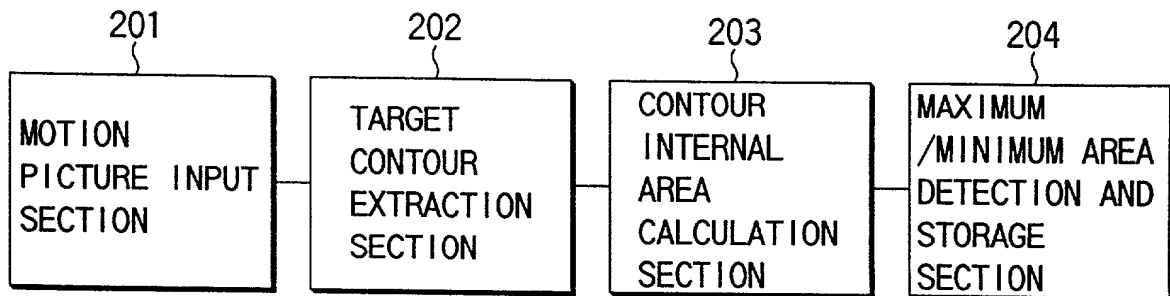 201
202
203
204
MOTION
PICTURE INPUT
SECTION
TARGET
CONTOUR
EXTRACTION
SECTION
CONTOUR
INTERNAL
AREA
CALCULATION
SECTION
MAXIMUM
/MINIMUM AREA
DETECTION AND
STORAGE
SECTION